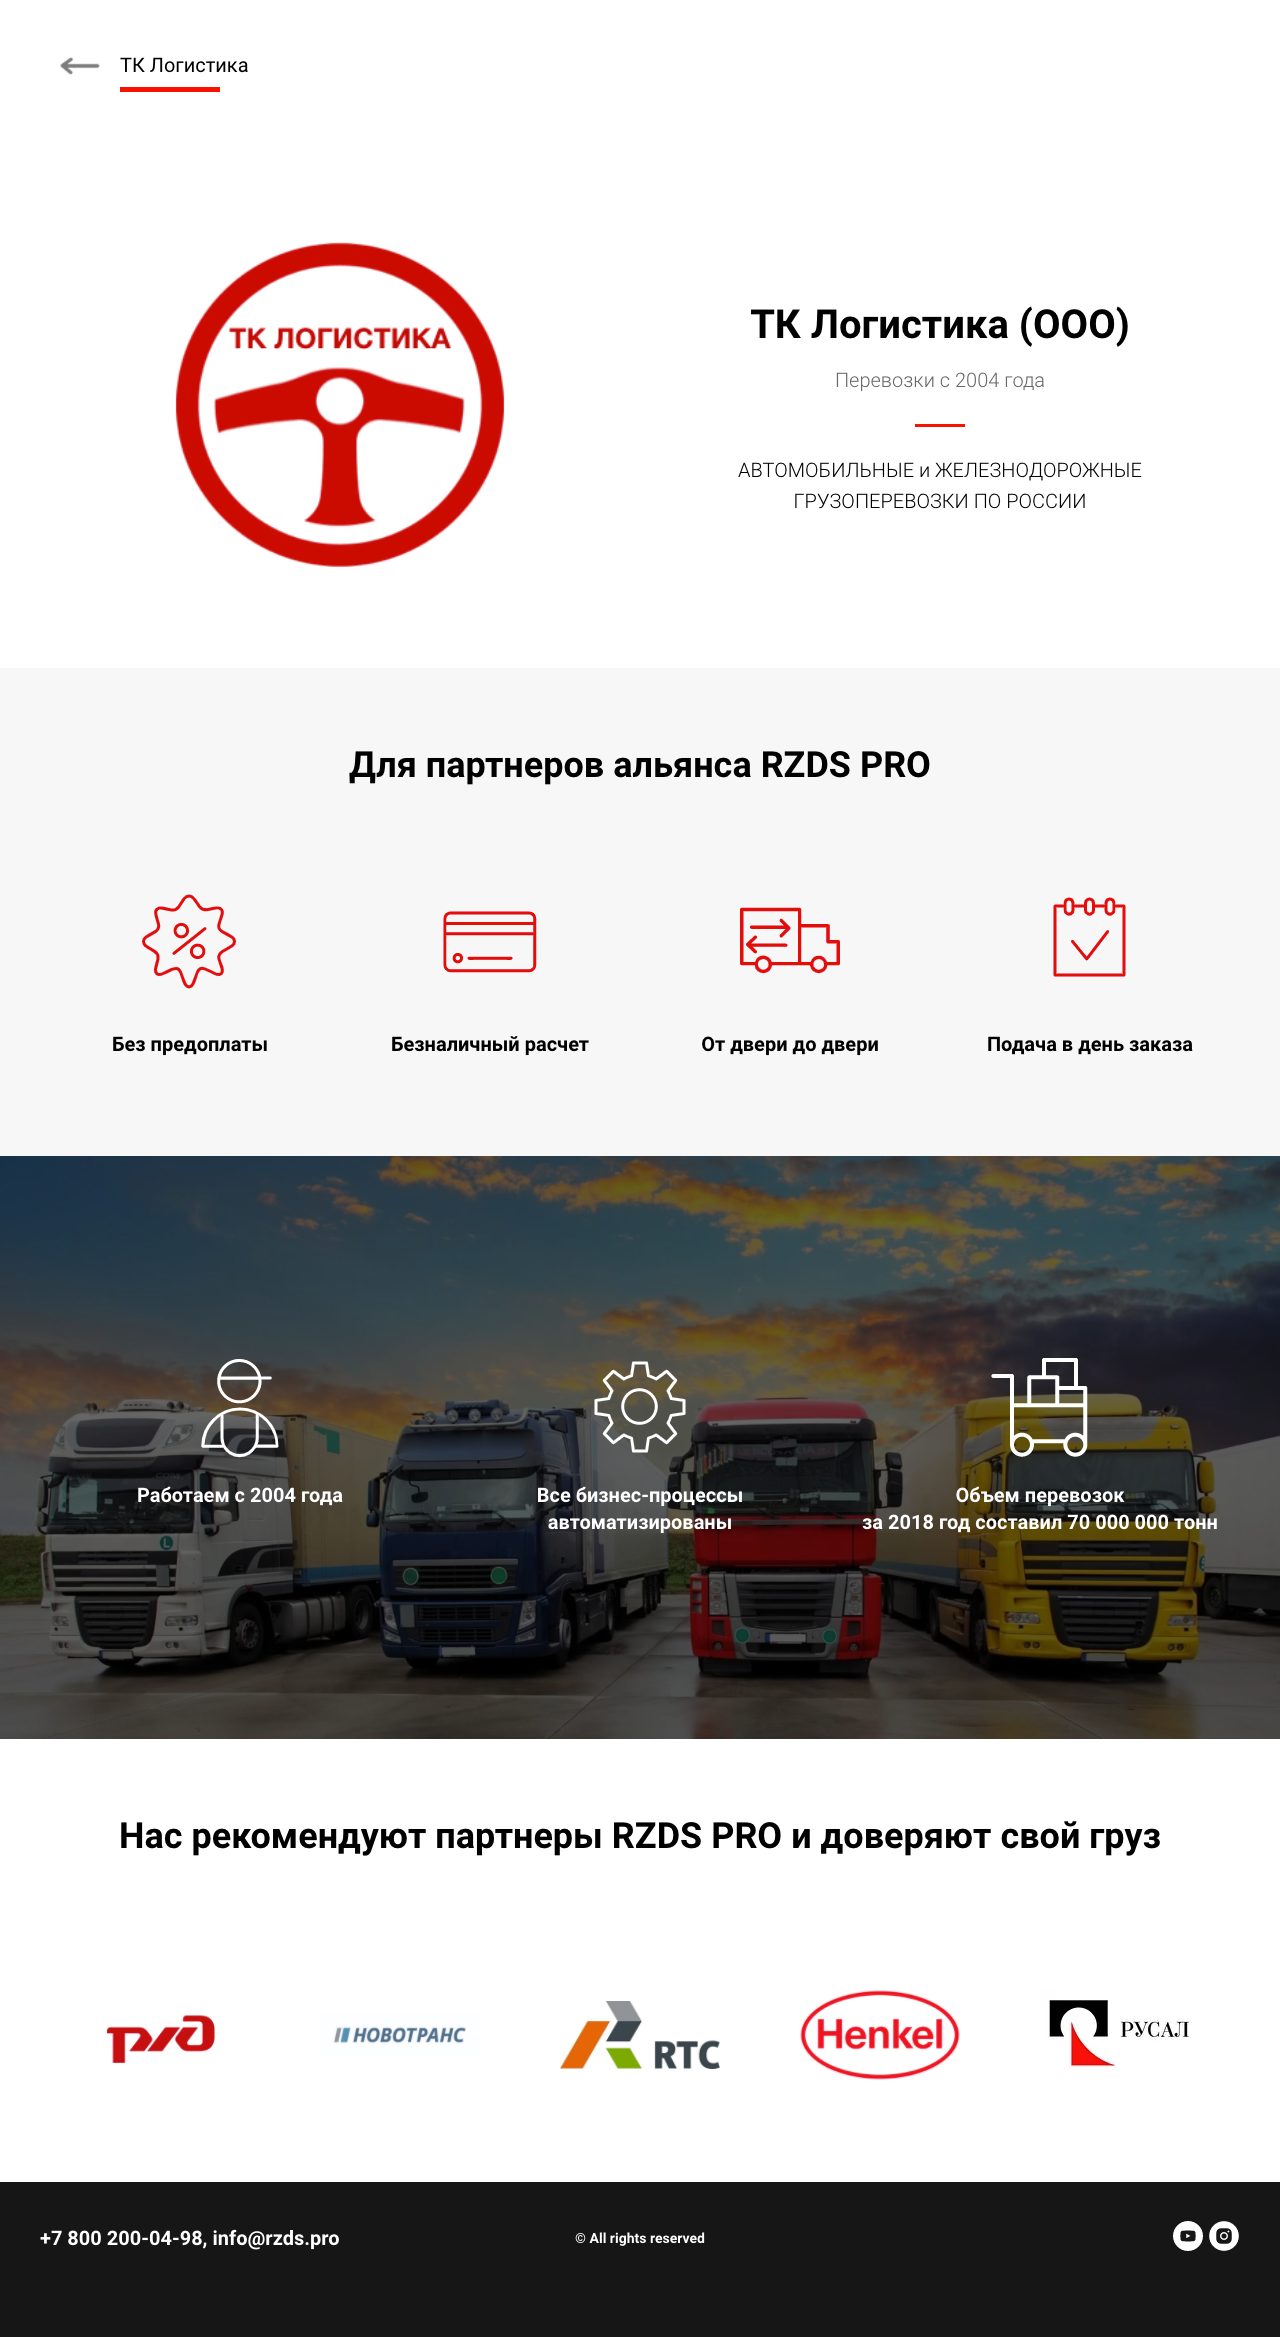 ТК Логистика
ТК ЛОГИСТИКА
ТК Логистика (ООО)
Перевозки с 2004 года
АВТОМОБИЛЬНЫЕ и ЖЕЛЕЗНОДОРОЖНЫЕ
ГРУЗОПЕРЕВОЗКИ ПО РОССИИ
Для партнеров альянса RZDS PRO
Без предоплаты
Безналичный расчет
От двери до двери
Подача в день заказа
Работаем с 2004 года
Все бизнес-процессы
автоматизированы
Объем перевозок
за 2018 год составил 70 000 000 тонн
Нас рекомендуют партнеры RZDS PRO и доверяют свой груз
ржд
НОВОТРАНС
RTC
Henkel
РУСАЛ
+7 800 200-04-98, info@rzds.pro
© All rights reserved